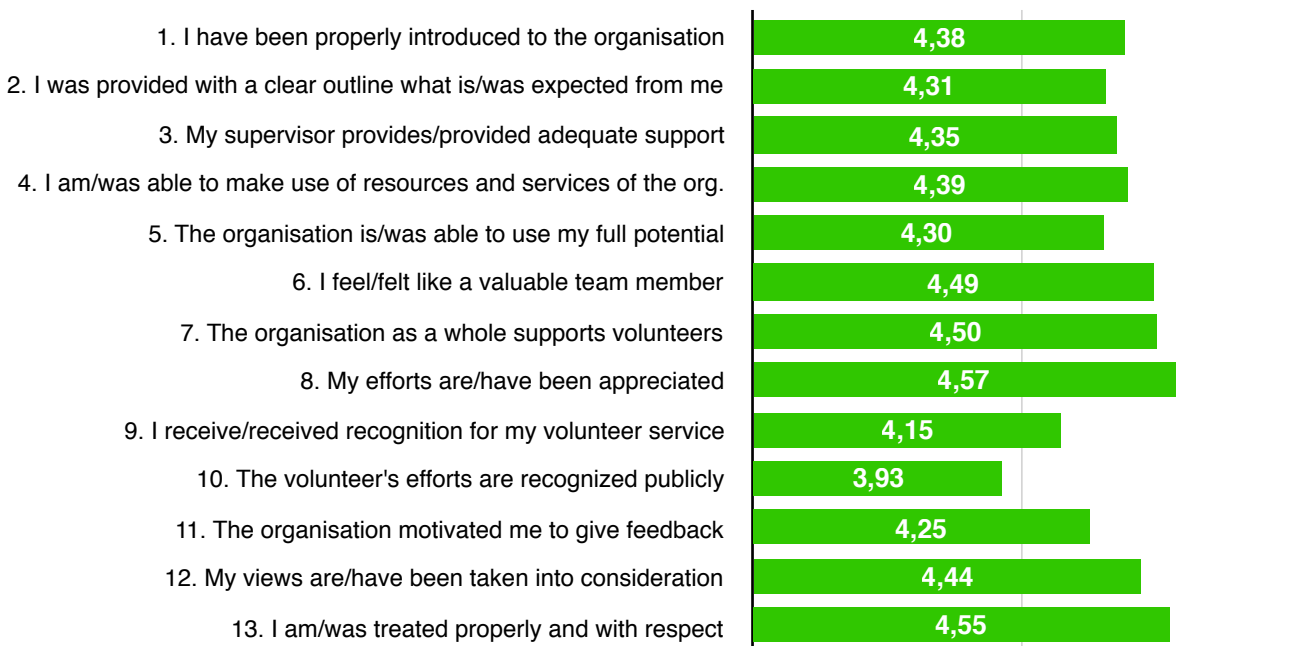 1. I have been properly introduced to the organisation 4,38
2. I was provided with a clear outline what is/was expected from me 4,31
3. My supervisor provides/provided adequate support 4,35
4. I am/was able to make use of resources and services of the org. 4,39
5. The organisation is/was able to use my full potential 4,30
6. I feel/felt like a valuable team member 4,49
7. The organisation as a whole supports volunteers 4,50
8. My efforts are/have been appreciated 4,57
9. I receive/received recognition for my volunteer service 4,15
10. The volunteer's efforts are recognized publicly 3,93
11. The organisation motivated me to give feedback 4,25
12. My views are/have been taken into consideration 4,44
13. I am/was treated properly and with respect 4,55